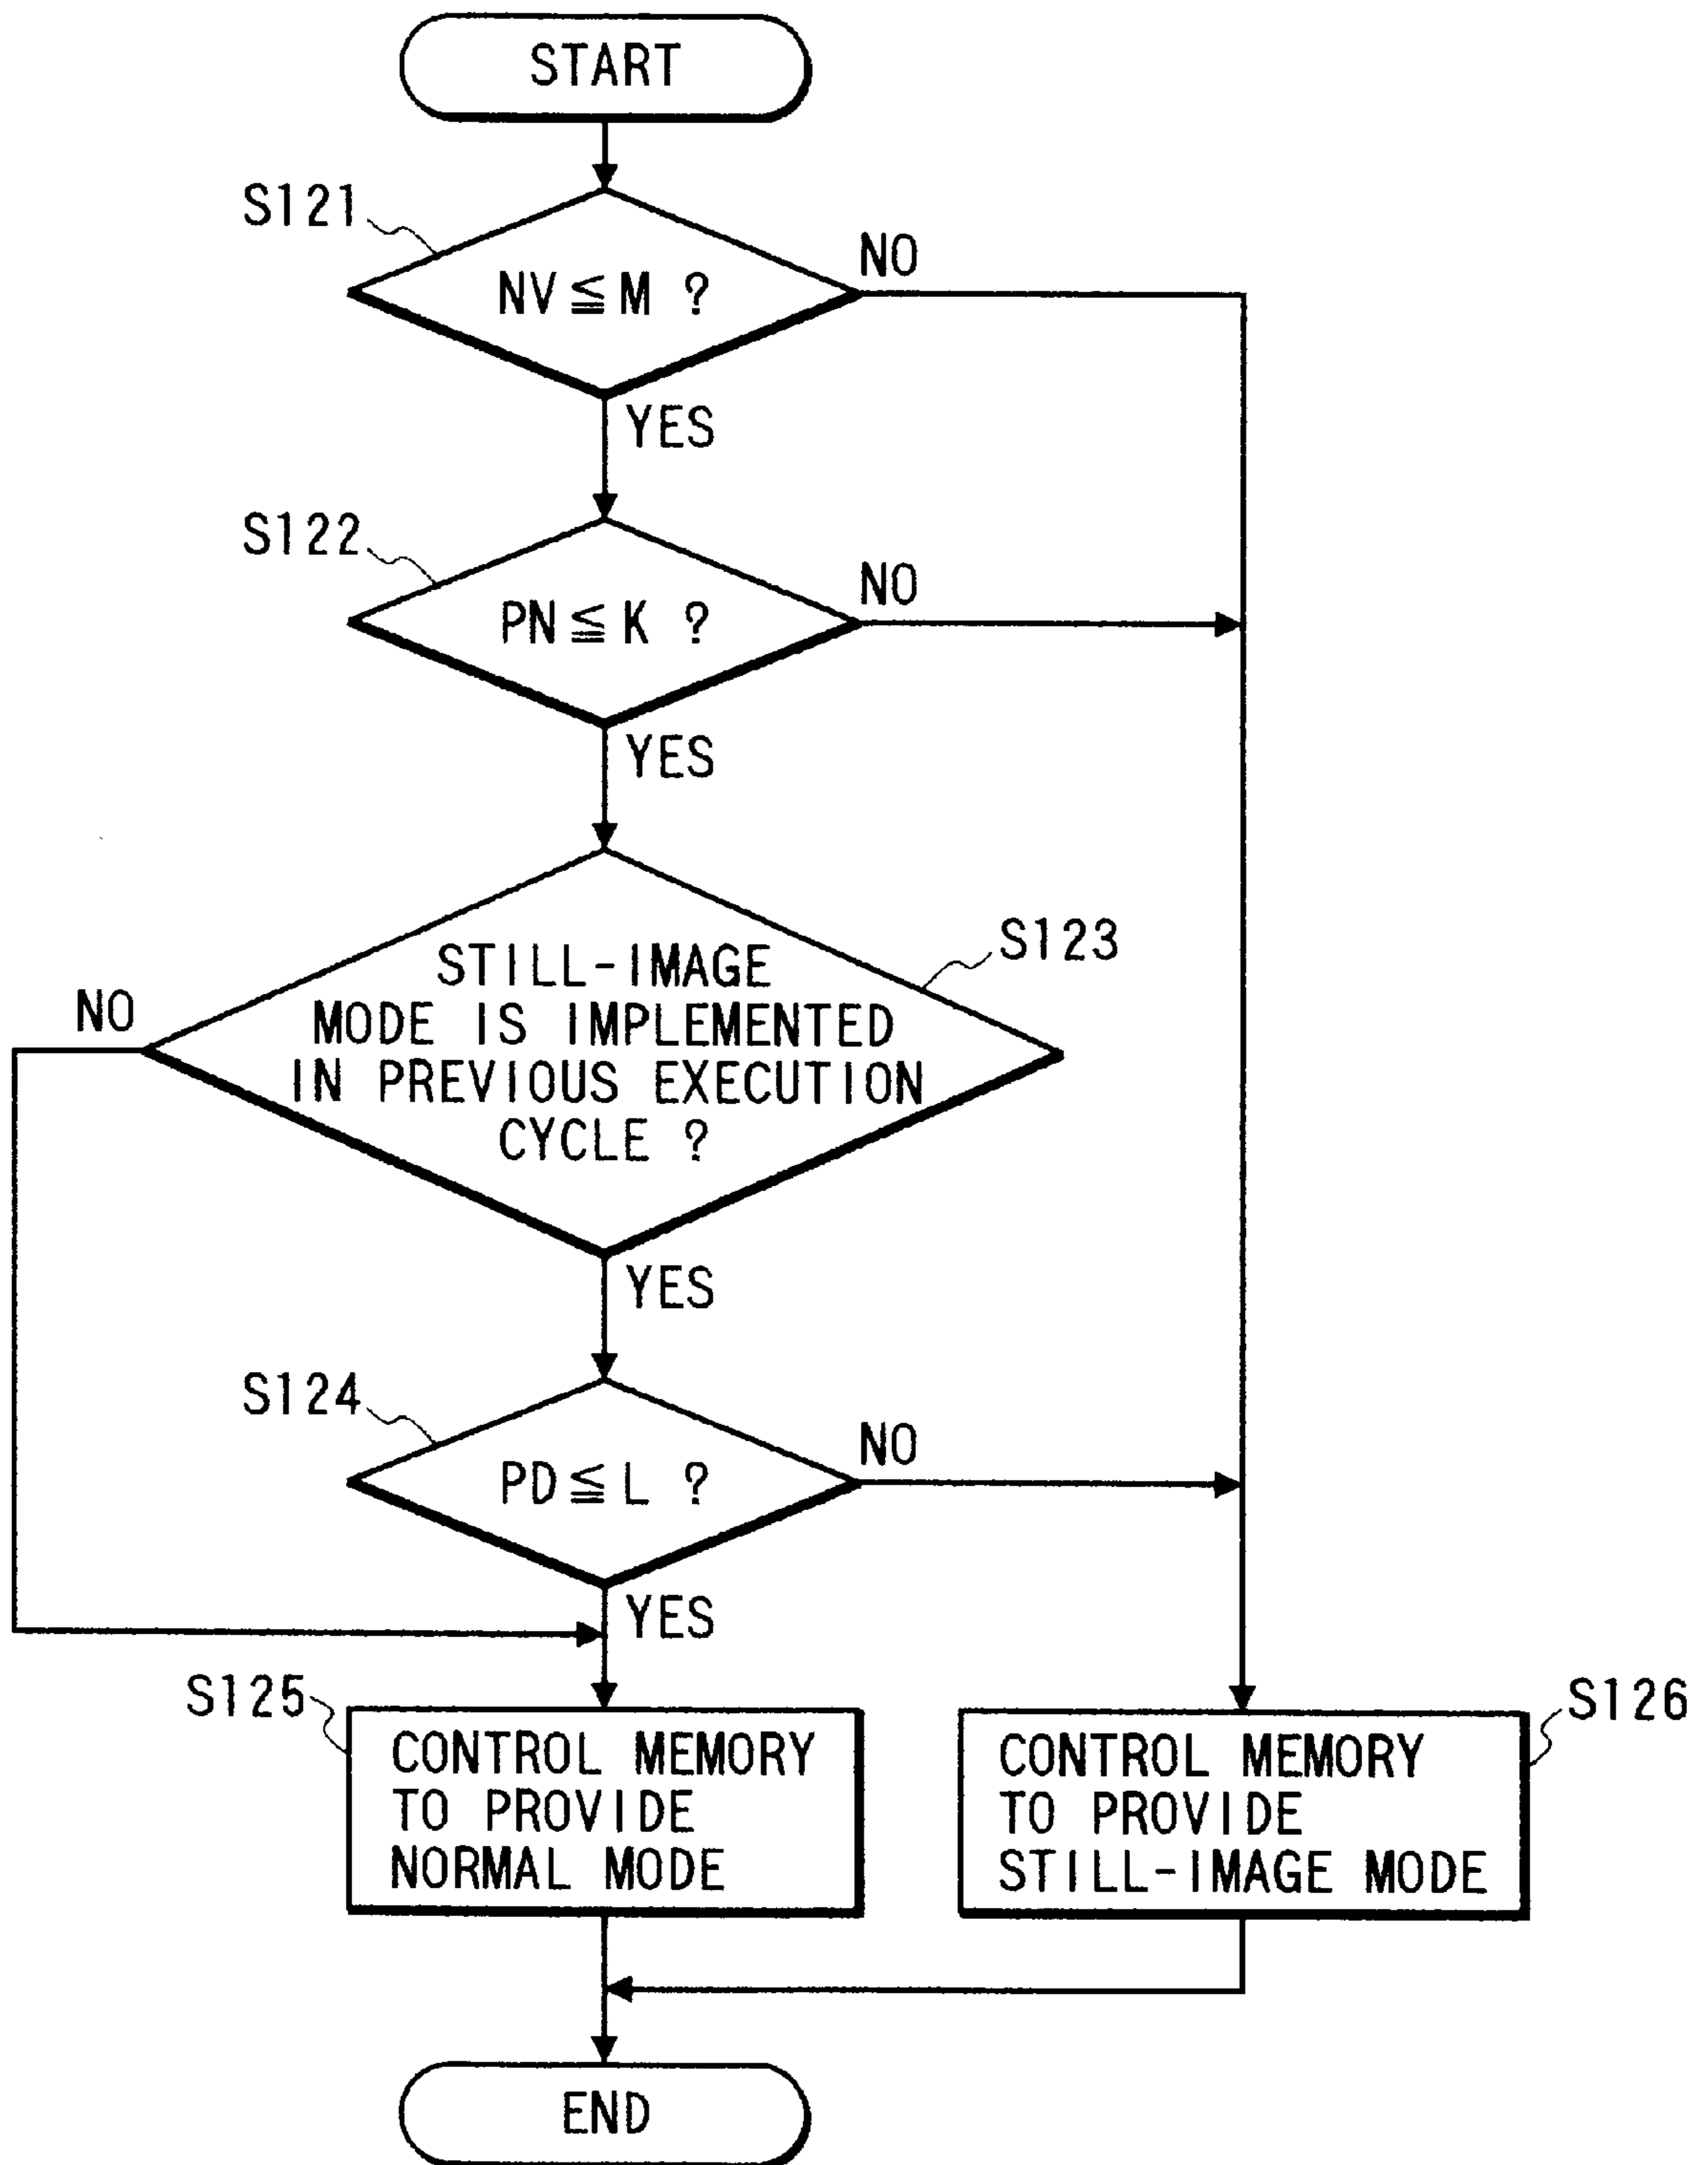 START
S121
NV ≦ M ?
NO
YES
S122
PN ≦ K ?
NO
YES
S123
STILL-IMAGE
MODE IS IMPLEMENTED
IN PREVIOUS EXECUTION
CYCLE ?
NO
YES
S124
PD ≦ L ?
NO
YES
S125
CONTROL MEMORY
TO PROVIDE
NORMAL MODE
S126
CONTROL MEMORY
TO PROVIDE
STILL-IMAGE MODE
END